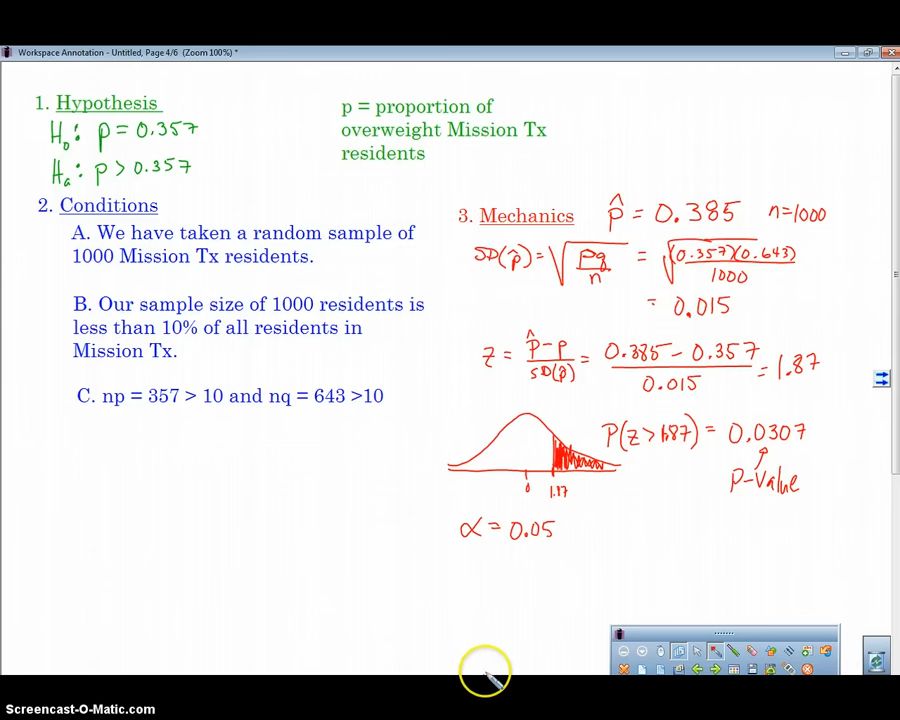 Workspace Annotation - Untitled, Page 4/6 (Zoom 100%) *
1. Hypothesis
H₀: p = 0.357
Hₐ: p > 0.357
p = proportion of
overweight Mission Tx
residents
2. Conditions
A. We have taken a random sample of
1000 Mission Tx residents.
B. Our sample size of 1000 residents is
less than 10% of all residents in
Mission Tx.
C. np = 357 > 10 and nq = 643 >10
3. Mechanics p̂ = 0.385 n=1000
SD(p̂) = √(pq/n) = √((0.357)(0.643)/1000)
= 0.015
z = (p̂-p)/SD(p̂) = (0.385 - 0.357)/0.015 = 1.87
P(z > 1.87) = 0.0307
P-Value
0 1.87
α = 0.05
Screencast-O-Matic.com